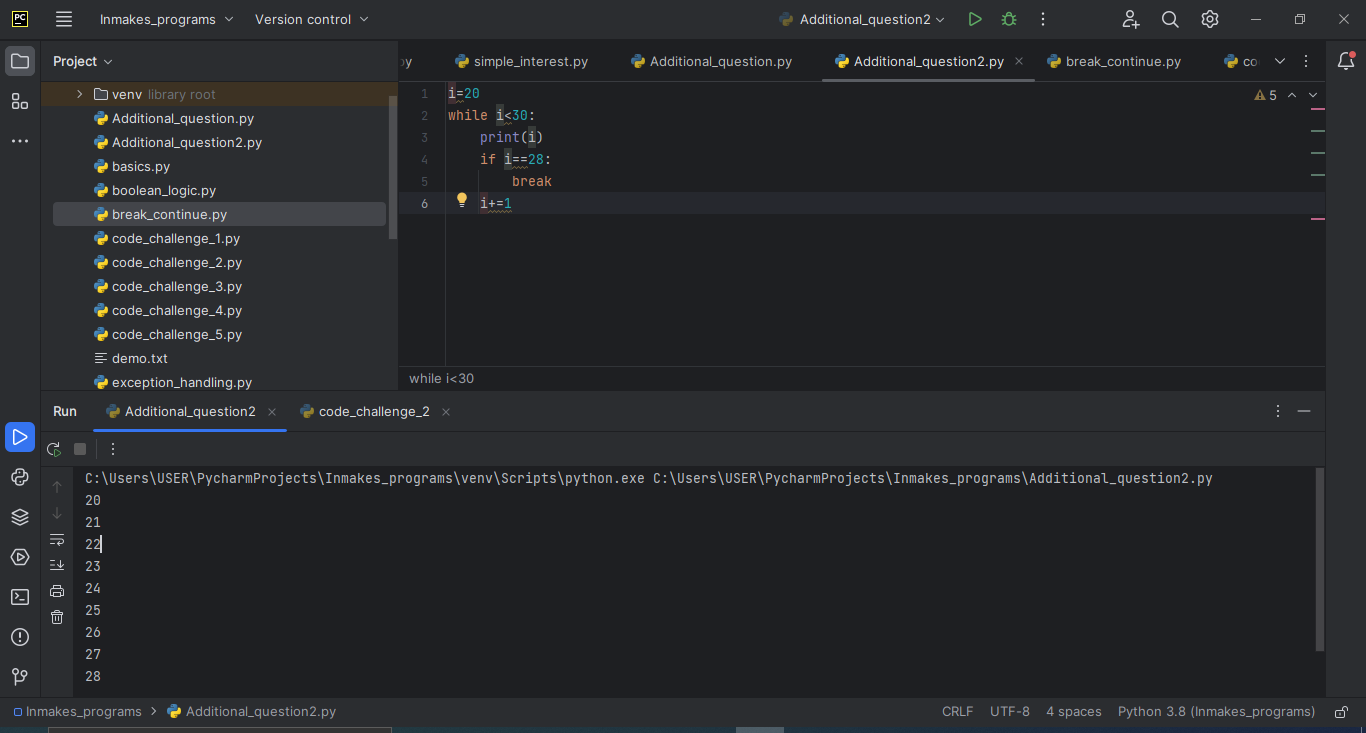 PC Inmakes_programs Version control Additional_question2
Project
venv library root
Additional_question.py
Additional_question2.py
basics.py
boolean_logic.py
break_continue.py
code_challenge_1.py
code_challenge_2.py
code_challenge_3.py
code_challenge_4.py
code_challenge_5.py
demo.txt
exception_handling.py
simple_interest.py Additional_question.py Additional_question2.py break_continue.py co
5
1 i=20
2 while i<30:
3 print(i)
4 if i==28:
5 break
6 i+=1
while i<30
Run Additional_question2 code_challenge_2
C:\Users\USER\PycharmProjects\Inmakes_programs\venv\Scripts\python.exe C:\Users\USER\PycharmProjects\Inmakes_programs\Additional_question2.py
20
21
22
23
24
25
26
27
28
Inmakes_programs > Additional_question2.py CRLF UTF-8 4 spaces Python 3.8 (Inmakes_programs)